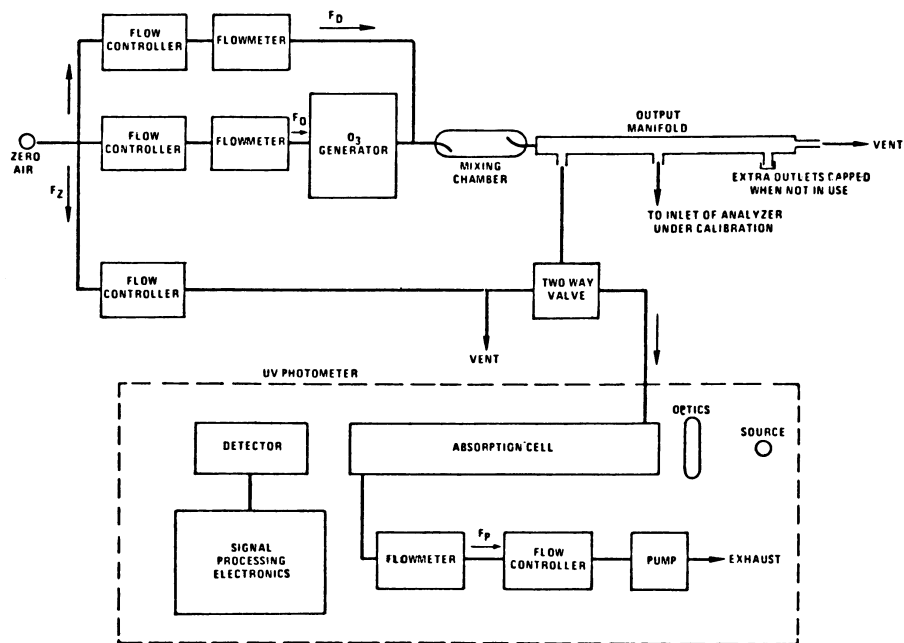 FLOW
CONTROLLER
FLOWMETER
F_D
FLOW
CONTROLLER
FLOWMETER
F_O
O₃
GENERATOR
ZERO
AIR
F_Z
MIXING
CHAMBER
OUTPUT
MANIFOLD
VENT
EXTRA OUTLETS CAPPED
WHEN NOT IN USE
TO INLET OF ANALYZER
UNDER CALIBRATION
FLOW
CONTROLLER
TWO WAY
VALVE
VENT
UV PHOTOMETER
DETECTOR
ABSORPTION CELL
OPTICS
SOURCE
SIGNAL
PROCESSING
ELECTRONICS
FLOWMETER
F_P
FLOW
CONTROLLER
PUMP
EXHAUST